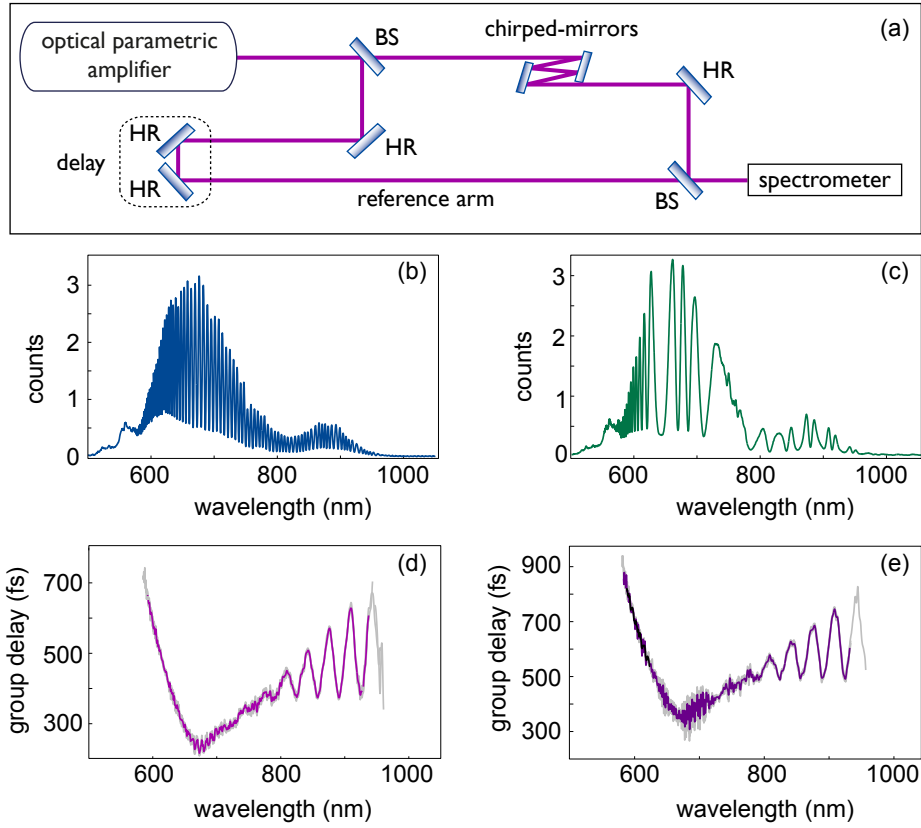 (a)
optical parametric
amplifier
BS
chirped-mirrors
HR
HR
HR
delay
HR
reference arm
BS
spectrometer
(b)
3
2
1
0
counts
600
800
1000
wavelength (nm)
(c)
3
2
1
0
counts
600
800
1000
wavelength (nm)
(d)
700
500
300
group delay (fs)
600
800
1000
wavelength (nm)
(e)
900
700
500
300
group delay (fs)
600
800
1000
wavelength (nm)